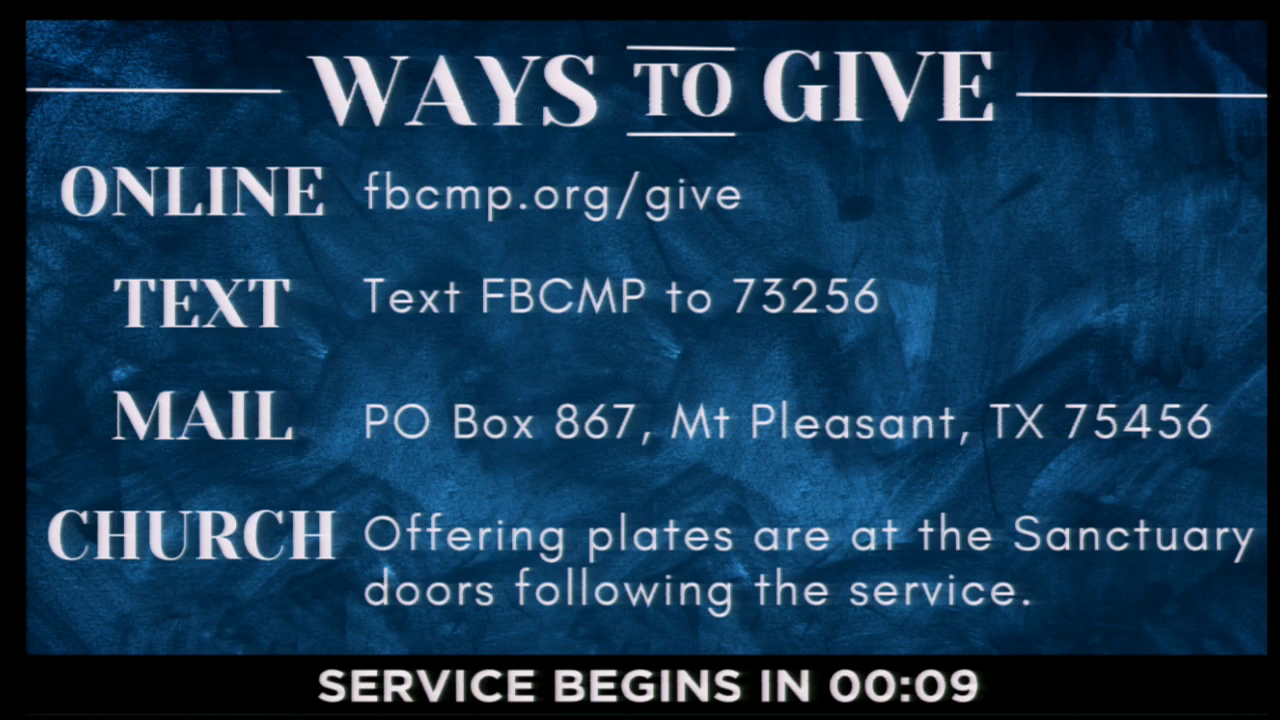 WAYS TO GIVE
ONLINE fbcmp.org/give
TEXT Text FBCMP to 73256
MAIL PO Box 867, Mt Pleasant, TX 75456
CHURCH Offering plates are at the Sanctuary
doors following the service.
SERVICE BEGINS IN 00:09